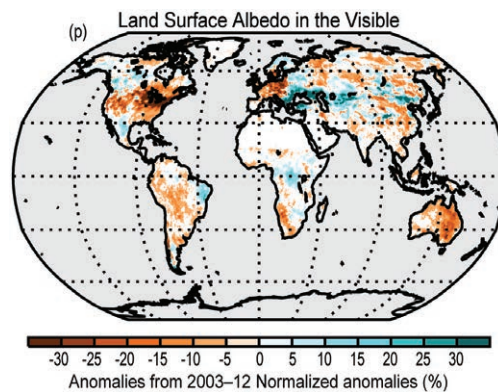 Land Surface Albedo in the Visible
(p)
-30 -25 -20 -15 -10 -5 0 5 10 15 20 25 30
Anomalies from 2003–12 Normalized anomalies (%)